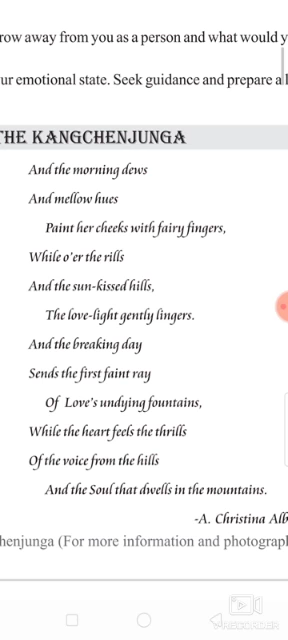 row away from you as a person and what would y
ur emotional state. Seek guidance and prepare a l
THE KANGCHENJUNGA
And the morning dews
And mellow hues
Paint her cheeks with fairy fingers,
While o'er the rills
And the sun-kissed hills,
The love-light gently lingers.
And the breaking day
Sends the first faint ray
Of Love's undying fountains,
While the heart feels the thrills
Of the voice from the hills
And the Soul that dwells in the mountains.
-A. Christina Alb
henjunga (For more information and photograph
RECORDER